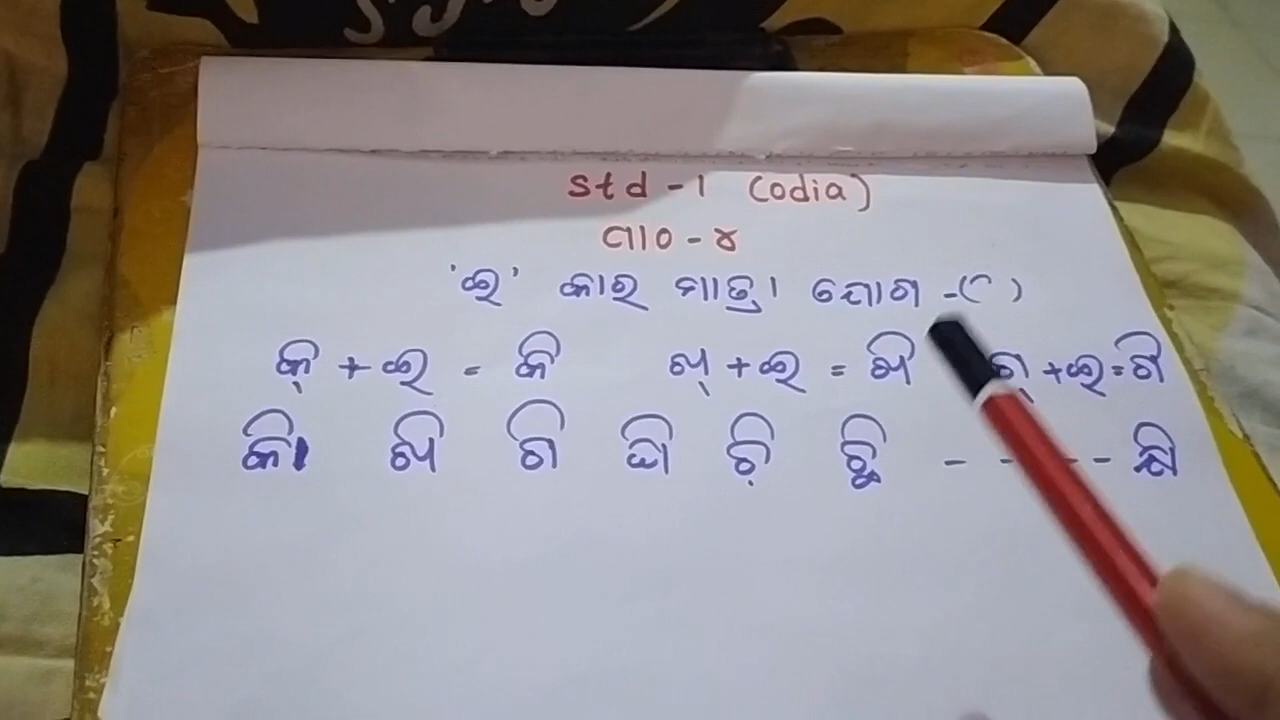 Std - 1 (Odia)
ପାଠ - ୪
'ଇ' କାର ମାତ୍ରା ଯୋଗ - ( ି )
କ୍ + ଇ = କି ଖ୍ + ଇ = ଖି ଗ୍ + ଇ = ଗି
କି। ଖି ଗି ଘି ଚି ଛି - - - - କ୍ଷି